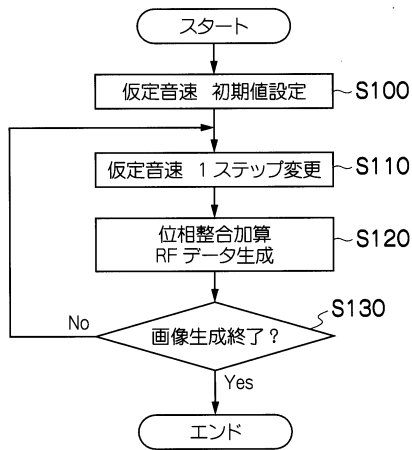 スタート
仮定音速 初期値設定
S100
仮定音速 1ステップ変更
S110
位相整合加算
RFデータ生成
S120
画像生成終了?
S130
No
Yes
エンド